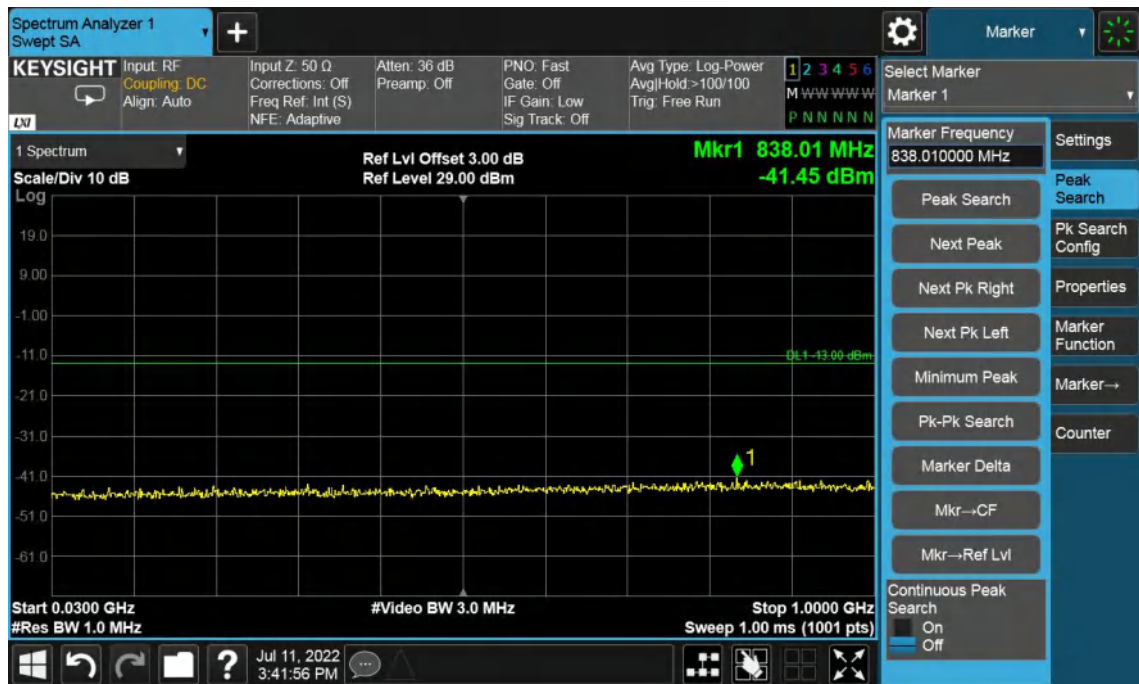 Spectrum Analyzer 1
Swept SA
+
Marker
KEYSIGHT
LXI
Input: RF
Coupling: DC
Align: Auto
Input Z: 50 Ω
Corrections: Off
Freq Ref: Int (S)
NFE: Adaptive
Atten: 36 dB
Preamp: Off
PNO: Fast
Gate: Off
IF Gain: Low
Sig Track: Off
Avg Type: Log-Power
Avg|Hold:>100/100
Trig: Free Run
1 2 3 4 5 6
M W W W W W
P N N N N N
Select Marker
Marker 1
1 Spectrum
Scale/Div 10 dB
Ref Lvl Offset 3.00 dB
Ref Level 29.00 dBm
Mkr1 838.01 MHz
-41.45 dBm
Log
19.0
9.00
-1.00
-11.0
-21.0
-31.0
-41.0
-51.0
-61.0
DL1 -13.00 dBm
1
Start 0.0300 GHz
#Res BW 1.0 MHz
#Video BW 3.0 MHz
Stop 1.0000 GHz
Sweep 1.00 ms (1001 pts)
Marker Frequency
838.010000 MHz
Peak Search
Next Peak
Next Pk Right
Next Pk Left
Minimum Peak
Pk-Pk Search
Marker Delta
Mkr→CF
Mkr→Ref Lvl
Continuous Peak
Search
On
Off
Settings
Peak
Search
Pk Search
Config
Properties
Marker
Function
Marker→
Counter
?
Jul 11, 2022
3:41:56 PM